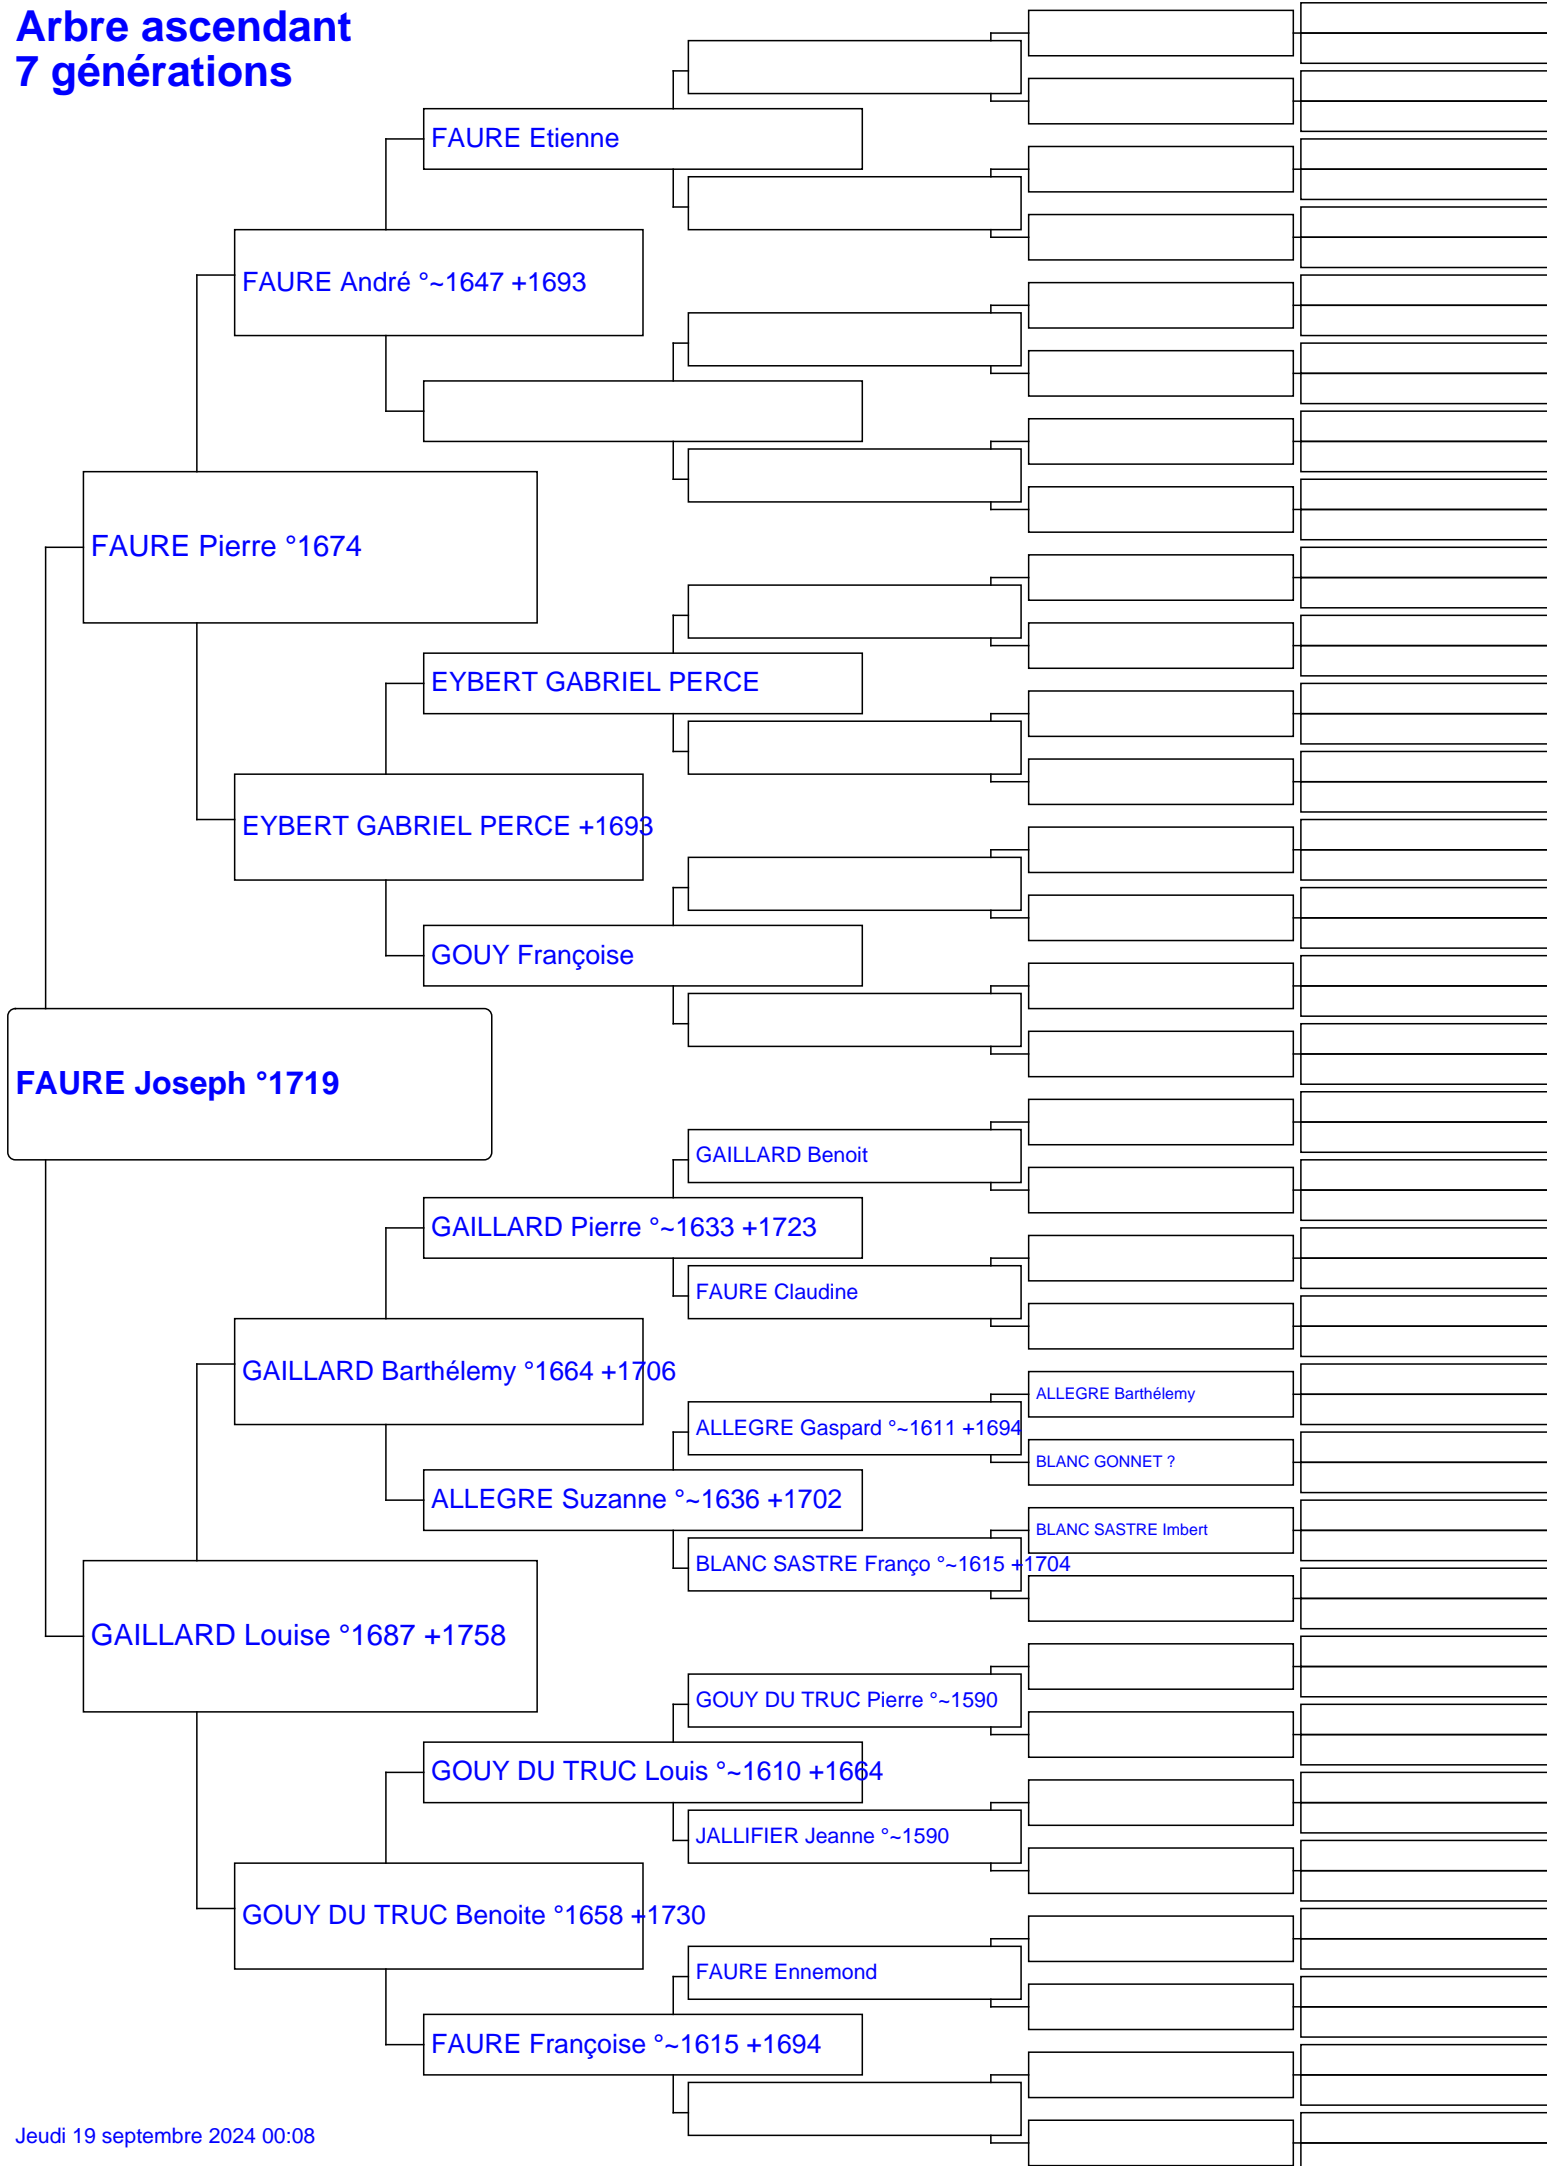 Arbre ascendant
7 générations
FAURE Etienne
FAURE André °~1647 +1693
FAURE Pierre °1674
EYBERT GABRIEL PERCE
EYBERT GABRIEL PERCE +1693
GOUY Françoise
FAURE Joseph °1719
GAILLARD Benoit
GAILLARD Pierre °~1633 +1723
FAURE Claudine
GAILLARD Barthélemy °1664 +1706
ALLEGRE Barthélemy
ALLEGRE Gaspard °~1611 +1694
BLANC GONNET ?
ALLEGRE Suzanne °~1636 +1702
BLANC SASTRE Imbert
BLANC SASTRE Franço °~1615 +1704
GAILLARD Louise °1687 +1758
GOUY DU TRUC Pierre °~1590
GOUY DU TRUC Louis °~1610 +1664
JALLIFIER Jeanne °~1590
GOUY DU TRUC Benoite °1658 +1730
FAURE Ennemond
FAURE Françoise °~1615 +1694
Jeudi 19 septembre 2024 00:08